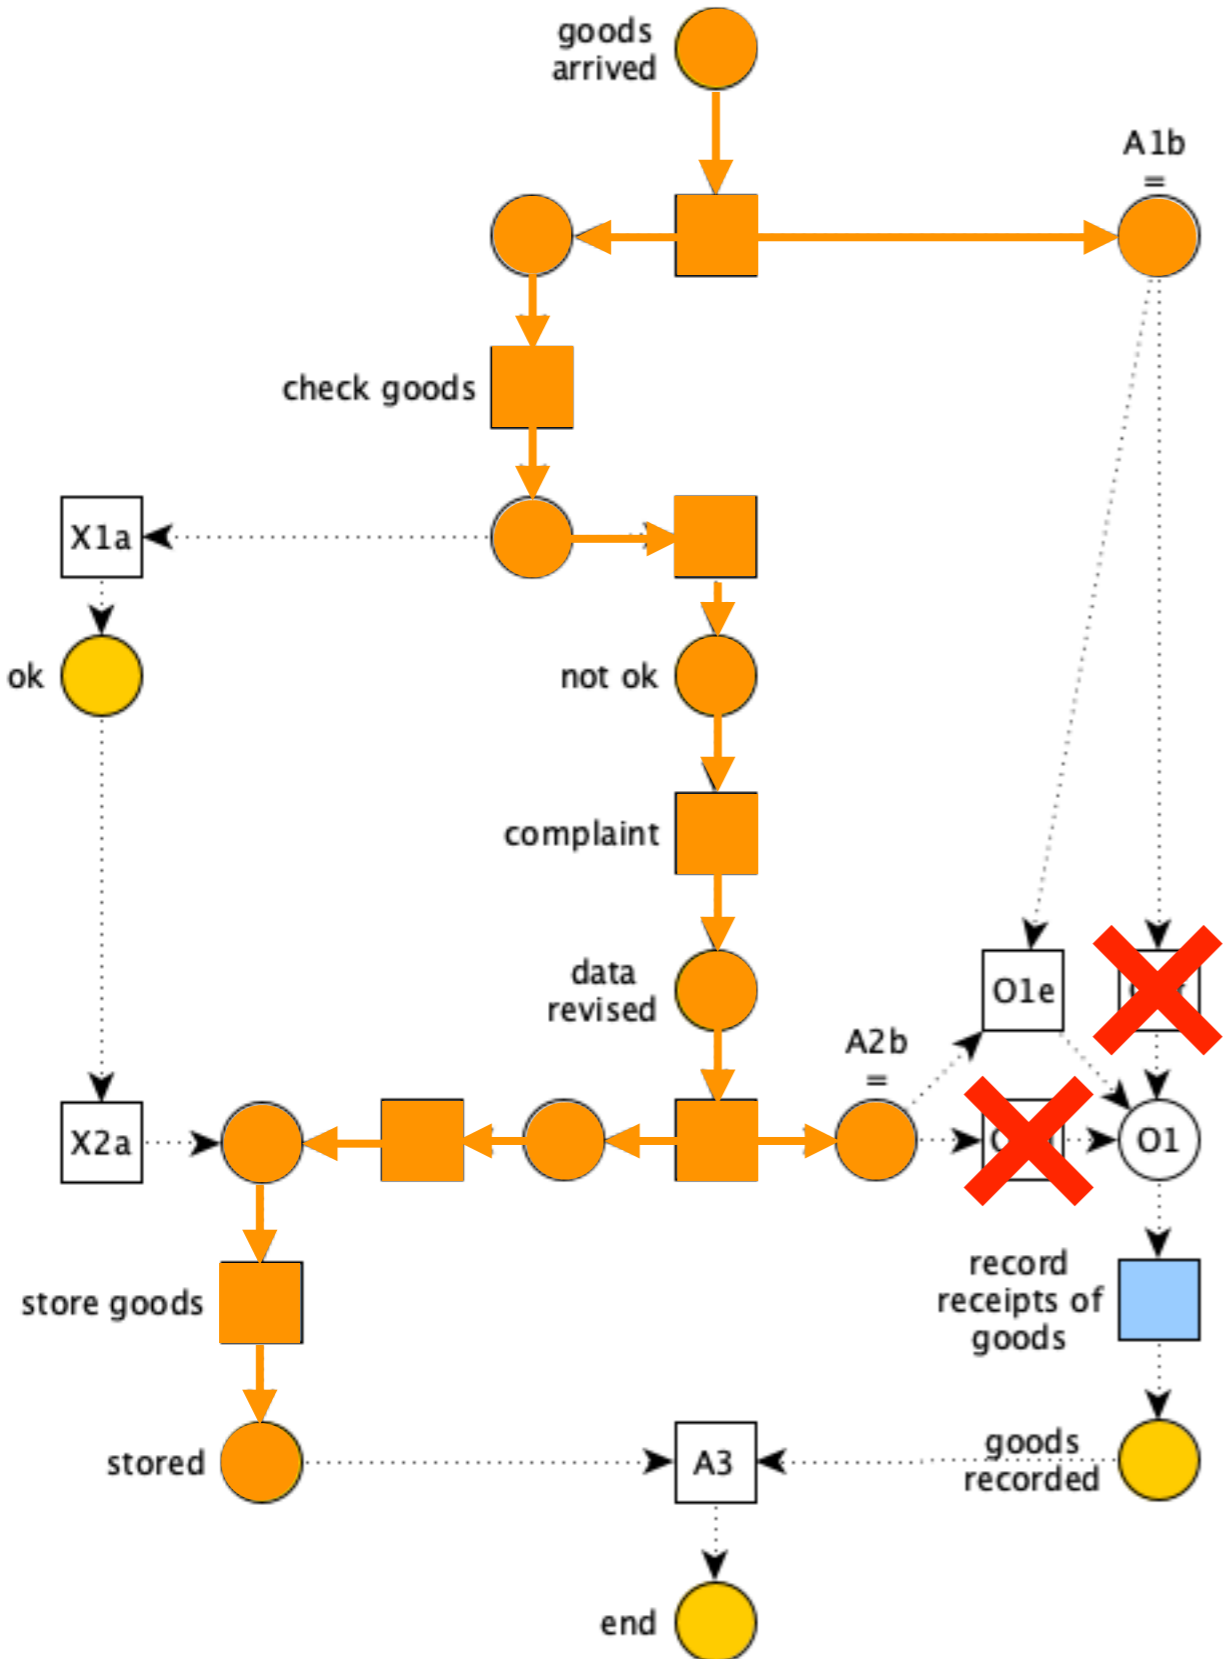 goods
arrived
A1b
=
check goods
X1a
ok
not ok
complaint
data
revised
O1e
A2b
=
X2a
O1
store goods
record
receipts of
goods
stored
A3
goods
recorded
end